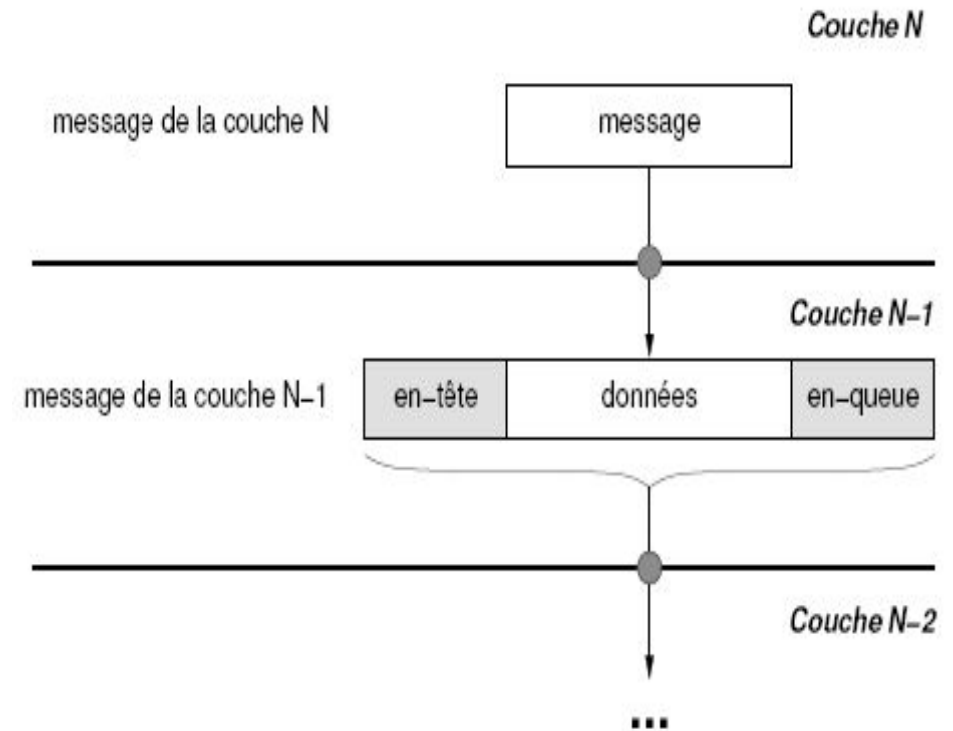 Couche N
message de la couche N
message
Couche N–1
message de la couche N–1
en–tête
données
en–queue
Couche N–2
...